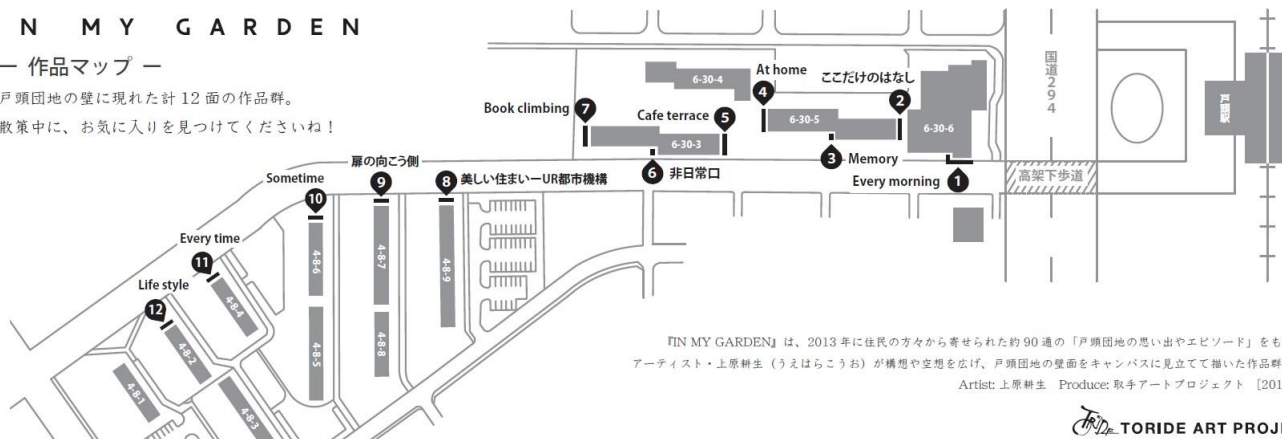 N MY GARDEN
ー 作品マップ ー
戸頭団地の壁に現れた計 12 面の作品群。
散策中に、お気に入りを見つけてくださいね！
国道294
戸頭駅
高架下歩道
6-30-4
At home
4
ここだけのはなし
2
Book climbing
7
Cafe terrace
5
6-30-5
6-30-6
6-30-3
3
Memory
6
非日常口
Every morning
1
扉の向こう側
9
Sometime
10
8
美しい住まいーUR都市機構
Every time
11
Life style
12
4-8-6
4-8-7
4-8-9
4-8-4
4-8-5
4-8-8
4-8-2
4-8-1
4-8-3
『IN MY GARDEN』は、2013 年に住民の方々から寄せられた約 90 通の「戸頭団地の思い出やエピソード」をも
アーティスト・上原耕生（うえはらこうお）が構想や空想を広げ、戸頭団地の壁面をキャンバスに見立てて描いた作品群
Artist: 上原耕生 Produce: 取手アートプロジェクト ［201
TORIDE
TORIDE ART PROJE